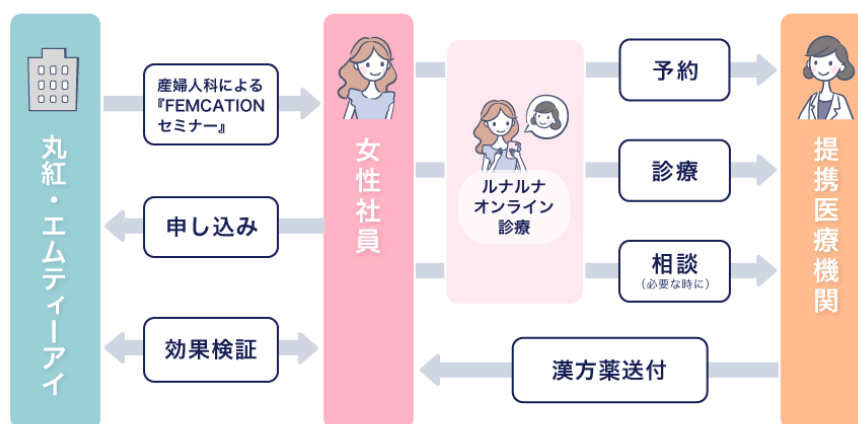 丸紅・エムティーアイ
産婦人科による
『FEMCATION
セミナー』
申し込み
効果検証
女性社員
ルナルナ
オンライン
診療
予約
診療
相談
(必要な時に)
漢方薬送付
提携医療機関